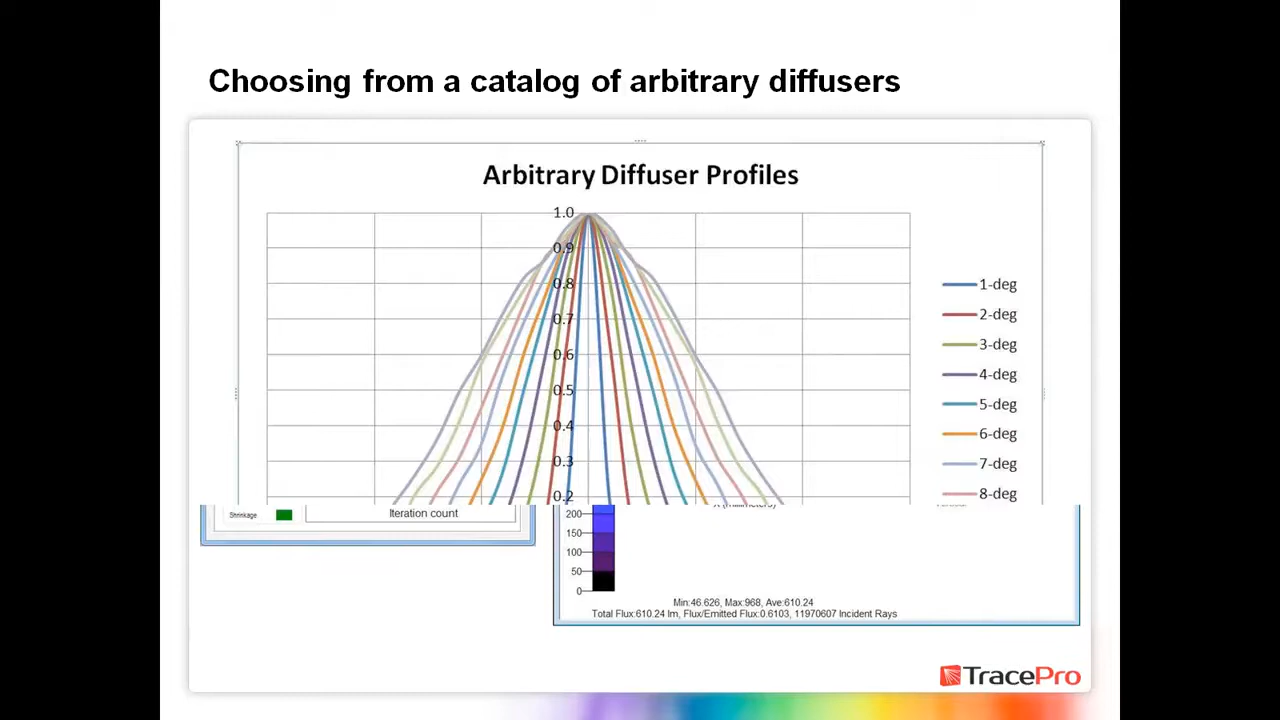 Choosing from a catalog of arbitrary diffusers
Arbitrary Diffuser Profiles
1.0
0.9
0.8
0.7
0.6
0.5
0.4
0.3
0.2
1-deg
2-deg
3-deg
4-deg
5-deg
6-deg
7-deg
8-deg
Shrinkage
Iteration count
X (millimeters)
200
150
100
50
0
Min:46.626, Max:968, Ave:610.24
Total Flux:610.24 lm, Flux/Emitted Flux:0.6103, 11970607 Incident Rays
TracePro